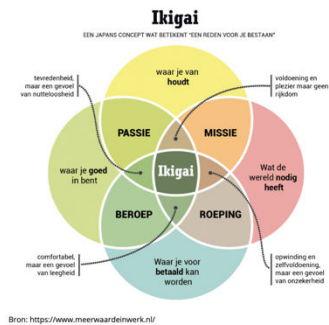 Ikigai
EEN JAPANS CONCEPT WAT BETEKENT "EEN REDEN VOOR JE BESTAAN"
tevredenheid,
maar een gevoel
van nutteloosheid
waar je van
houdt
voldoening en
plezier maar geen
rijkdom
PASSIE
MISSIE
waar je goed
in bent
Ikigai
Wat de
wereld nodig
heeft
BEROEP
ROEPING
comfortabel,
maar een gevoel
van leegheid
Waar je voor
betaald kan
worden
opwinding en
zelfvoldoening,
maar een gevoel
van onzekerheid
Bron: https://www.meerwaardeinwerk.nl/